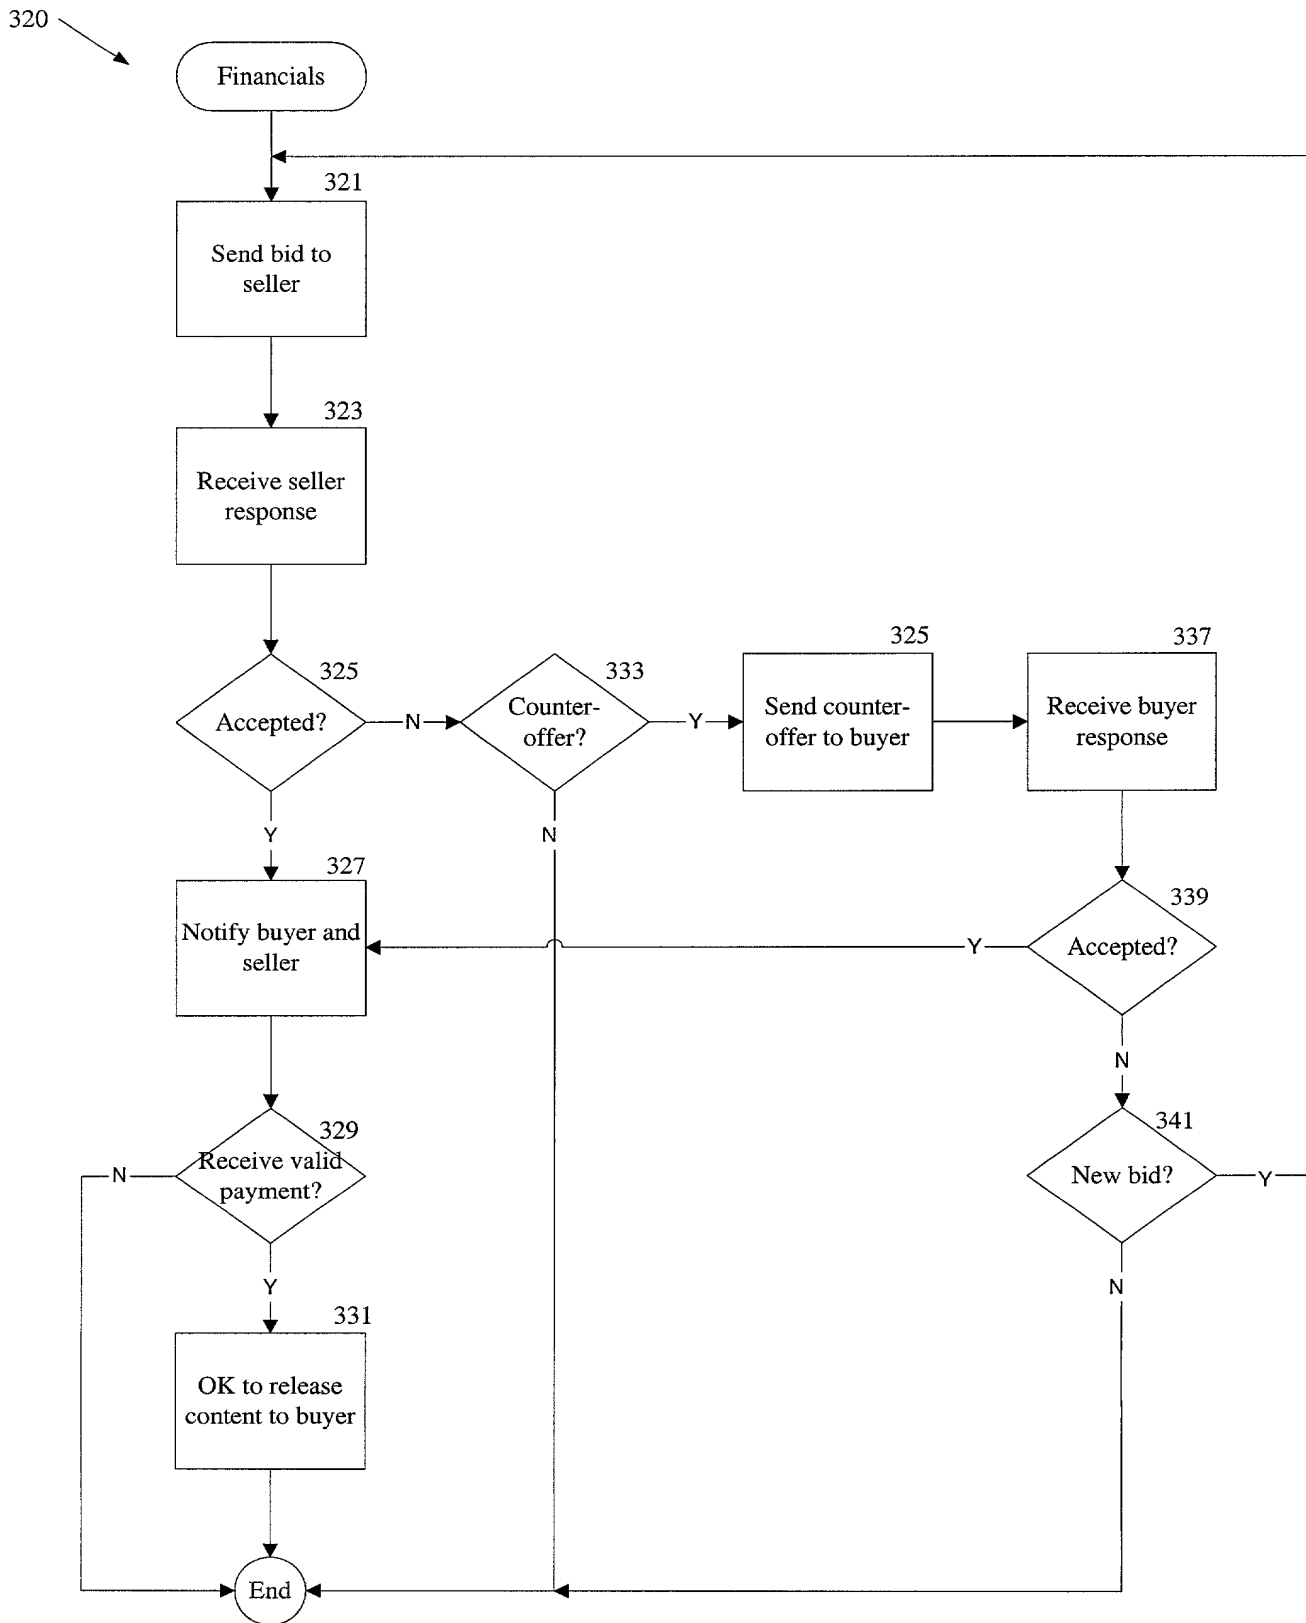 320
Financials
321
Send bid to
seller
323
Receive seller
response
325
Accepted?
N
333
Counter-
offer?
Y
325
Send counter-
offer to buyer
337
Receive buyer
response
Y
N
327
Notify buyer and
seller
Y
339
Accepted?
N
329
Receive valid
payment?
N
341
New bid?
Y
Y
N
331
OK to release
content to buyer
End